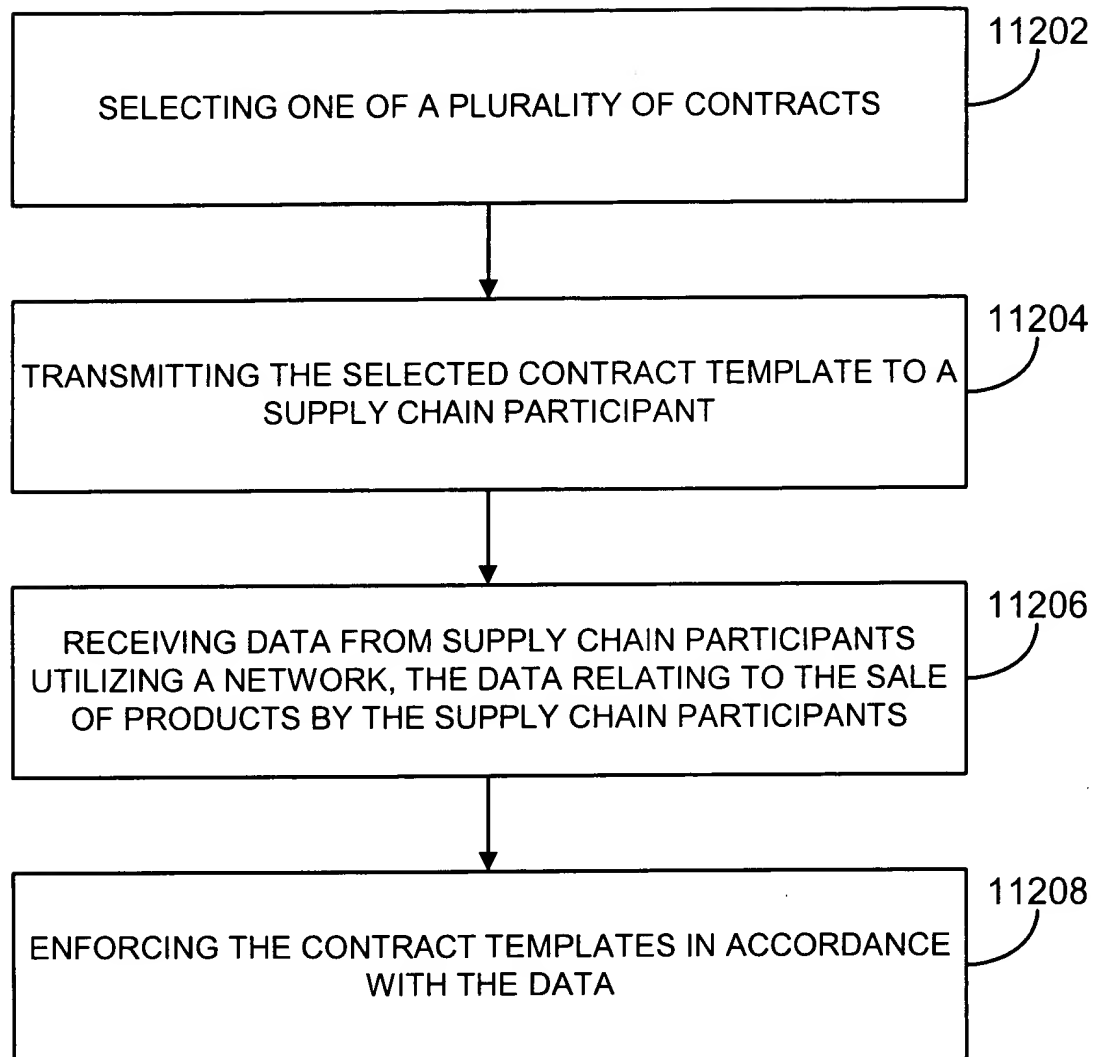 11202
SELECTING ONE OF A PLURALITY OF CONTRACTS
11204
TRANSMITTING THE SELECTED CONTRACT TEMPLATE TO A
SUPPLY CHAIN PARTICIPANT
11206
RECEIVING DATA FROM SUPPLY CHAIN PARTICIPANTS
UTILIZING A NETWORK, THE DATA RELATING TO THE SALE
OF PRODUCTS BY THE SUPPLY CHAIN PARTICIPANTS
11208
ENFORCING THE CONTRACT TEMPLATES IN ACCORDANCE
WITH THE DATA